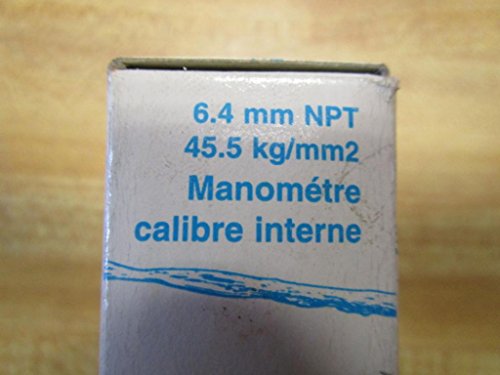 6.4 mm NPT
45.5 kg/mm2
Manométre
calibre interne